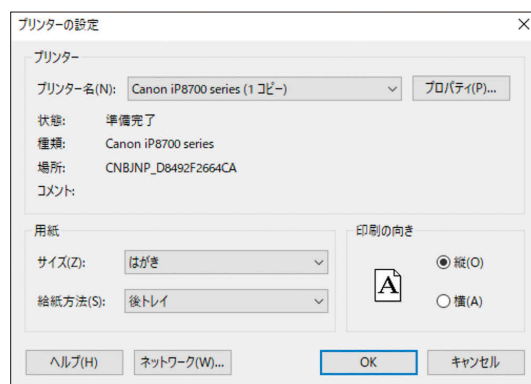 プリンターの設定
プリンター
プリンター名(N): Canon iP8700 series (1 コピー) プロパティ(P)...
状態: 準備完了
種類: Canon iP8700 series
場所: CNBJNP_D8492F2664CA
コメント:
用紙
サイズ(Z): はがき
給紙方法(S): 後トレイ
印刷の向き
A
縦(O)
横(A)
ヘルプ(H) ネットワーク(W)... OK キャンセル